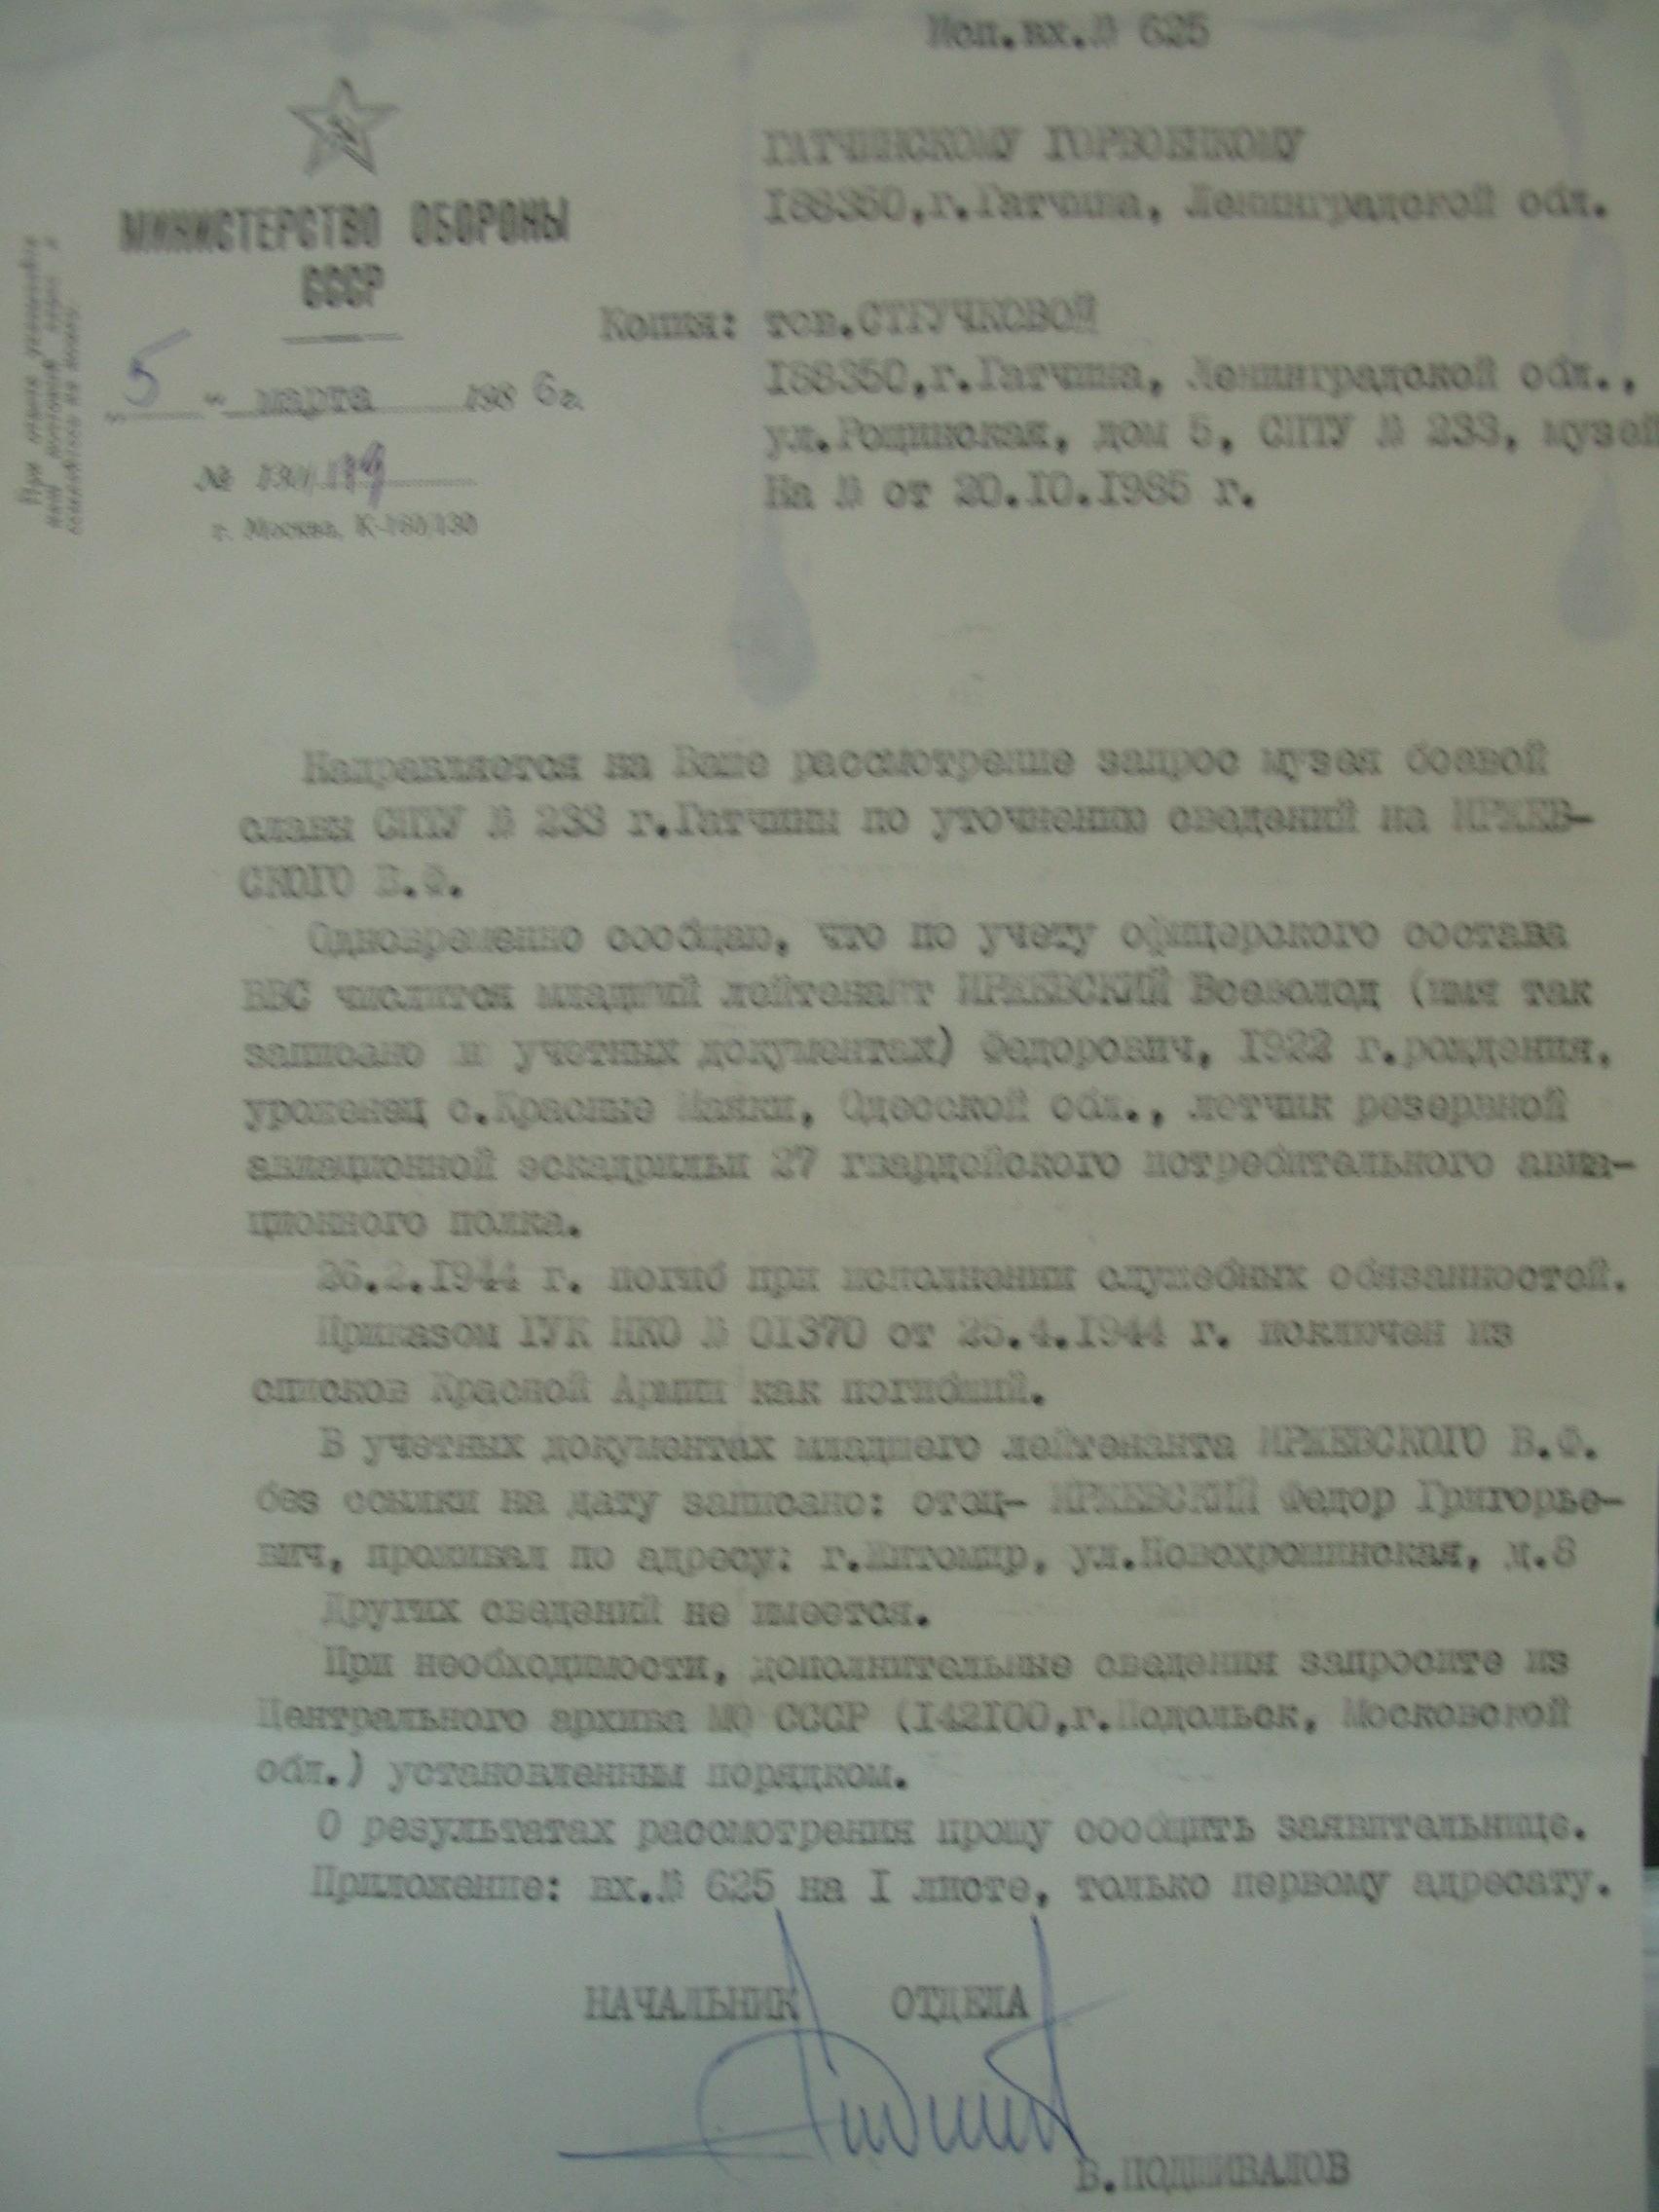 Исп.вх.№ 625
МИНИСТЕРСТВО ОБОРОНЫ
СССР
„5" марта 1986г.
г. Москва, К-160/130
ГАТЧИНСКОМУ ГОРВОЕНКОМУ
188350,г.Гатчина, Ленинградской обл.
Копия: тов.СТРУЧКОВОЙ
188350,г.Гатчина, Ленинградской обл.,
ул.Рощинская, дом 5, СПТУ № 233, музей
На № от 20.10.1985 г.
Направляется на Ваше рассмотрение запрос музея боевой
славы СПТУ № 233 г.Гатчины по уточнению сведений на ИРЖЕВ-
СКОГО В.Ф.
Одновременно сообщаю, что по учету офицерского состава
ВВС числится младший лейтенант ИРЖЕВСКИЙ Всеволод (имя так
записано в учетных документах) Федорович, 1922 г.рождения,
уроженец с.Красные Маяки, Одесской обл., летчик резервной
авиационной эскадрильи 27 гвардейского истребительного авиа-
ционного полка.
26.2.1944 г. погиб при исполнении служебных обязанностей.
Приказом ГУК НКО № 01370 от 25.4.1944 г. исключен из
списков Красной Армии как погибший.
В учетных документах младшего лейтенанта ИРЖЕВСКОГО В.Ф.
без ссылки на дату записано: отец- ИРЖЕВСКИЙ Федор Григорье-
вич, проживал по адресу: г.Житомир, ул.Новохрошинская, д.8
Других сведений не имеется.
При необходимости, дополнительные сведения запросите из
Центрального архива МО СССР (142100,г.Подольск, Московской
обл.) установленным порядком.
О результатах рассмотрения прошу сообщить заявительнице.
Приложение: вх.№ 625 на I листе, только первому адресату.
НАЧАЛЬНИК ОТДЕЛА
В.ПОДШИВАЛОВ